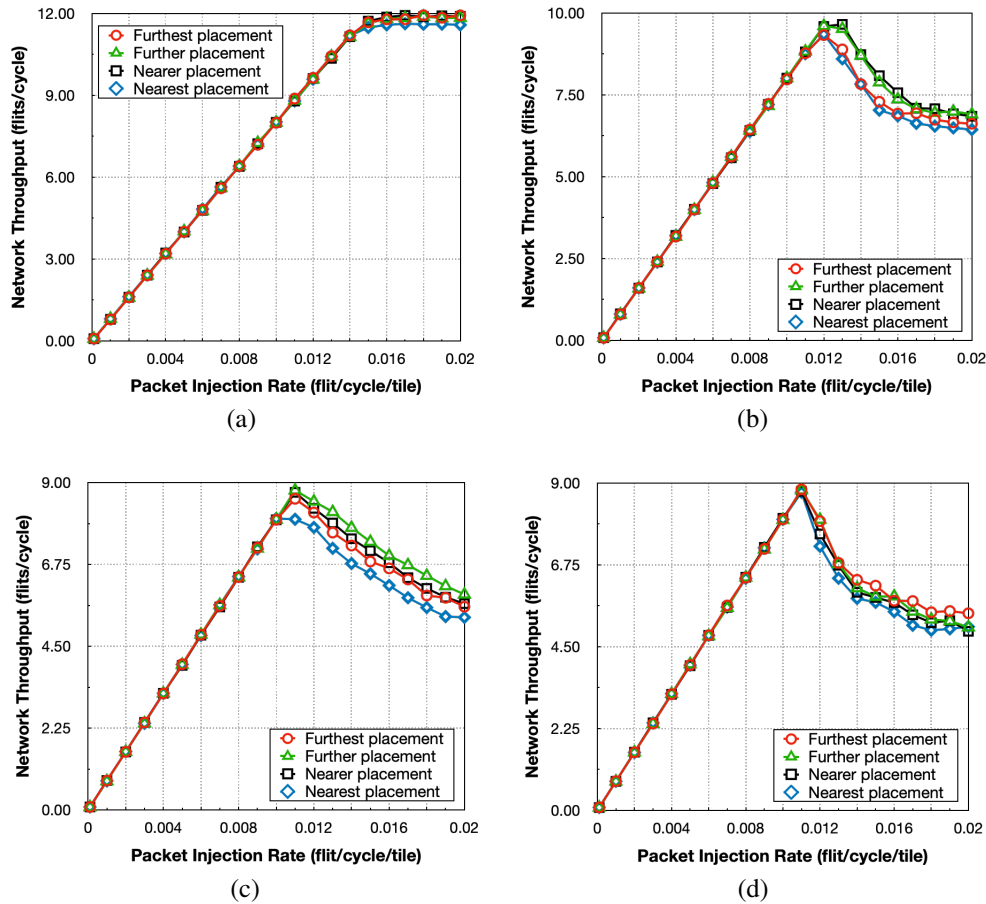 12.00
9.00
6.00
3.00
0.00
Network Throughput (flits/cycle)
Furthest placement
Further placement
Nearer placement
Nearest placement
0 0.004 0.008 0.012 0.016 0.02
Packet Injection Rate (flit/cycle/tile)
(a)
10.00
7.50
5.00
2.50
0.00
Network Throughput (flits/cycle)
Furthest placement
Further placement
Nearer placement
Nearest placement
0 0.004 0.008 0.012 0.016 0.02
Packet Injection Rate (flit/cycle/tile)
(b)
9.00
6.75
4.50
2.25
0.00
Network Throughput (flits/cycle)
Furthest placement
Further placement
Nearer placement
Nearest placement
0 0.004 0.008 0.012 0.016 0.02
Packet Injection Rate (flit/cycle/tile)
(c)
9.00
6.75
4.50
2.25
0.00
Network Throughput (flits/cycle)
Furthest placement
Further placement
Nearer placement
Nearest placement
0 0.004 0.008 0.012 0.016 0.02
Packet Injection Rate (flit/cycle/tile)
(d)